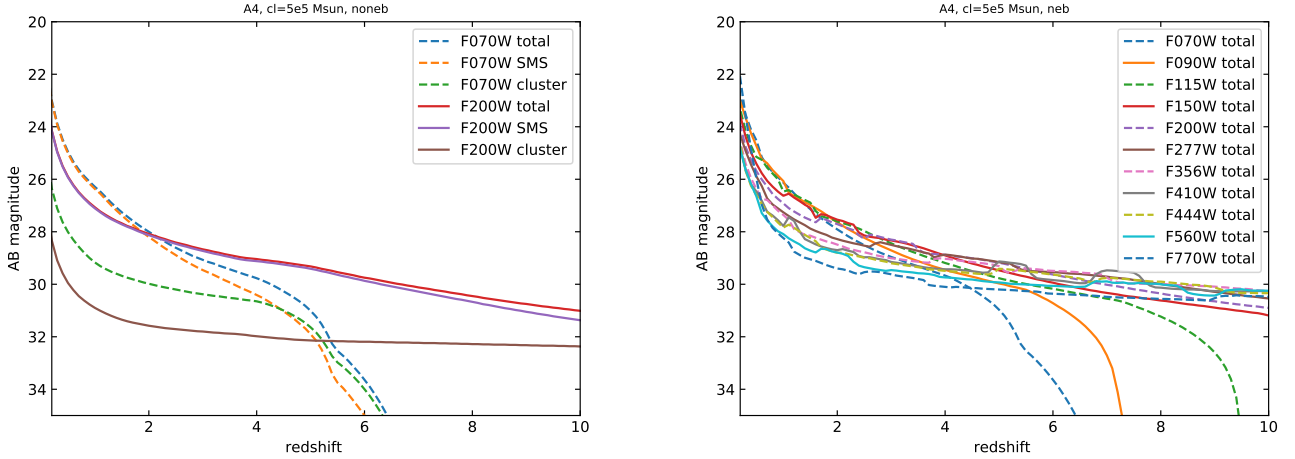 A4, cl=5e5 Msun, noneb
20
22
24
26
28
30
32
34
AB magnitude
F070W total
F070W SMS
F070W cluster
F200W total
F200W SMS
F200W cluster
2
4
6
8
10
redshift
A4, cl=5e5 Msun, neb
20
22
24
26
28
30
32
34
AB magnitude
F070W total
F090W total
F115W total
F150W total
F200W total
F277W total
F356W total
F410W total
F444W total
F560W total
F770W total
2
4
6
8
10
redshift